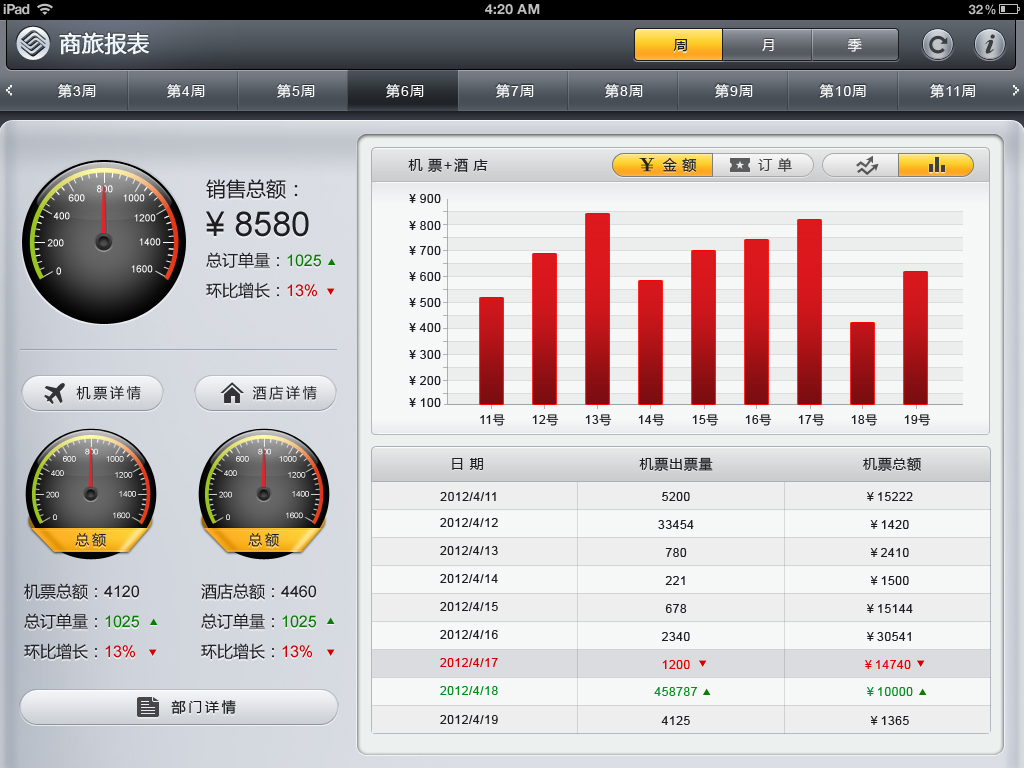 iPad 4:20 AM 32%
商旅报表 周 月 季
第3周 第4周 第5周 第6周 第7周 第8周 第9周 第10周 第11周
0 200 400 600 800 1000 1200 1400 1600
销售总额：
¥ 8580
总订单量：1025 ▲
环比增长：13% ▼
机票详情 酒店详情
0 200 400 600 800 1000 1200 1400 1600
总额
0 200 400 600 800 1000 1200 1400 1600
总额
机票总额：4120
总订单量：1025 ▲
环比增长：13% ▼
酒店总额：4460
总订单量：1025 ▲
环比增长：13% ▼
部门详情
机票+酒店 ¥ 金额 订单
¥ 900
¥ 800
¥ 700
¥ 600
¥ 500
¥ 400
¥ 300
¥ 200
¥ 100
11号 12号 13号 14号 15号 16号 17号 18号 19号
日期 机票出票量 机票总额
2012/4/11 5200 ¥ 15222
2012/4/12 33454 ¥ 1420
2012/4/13 780 ¥ 2410
2012/4/14 221 ¥ 1500
2012/4/15 678 ¥ 15144
2012/4/16 2340 ¥ 30541
2012/4/17 1200 ▼ ¥ 14740 ▼
2012/4/18 458787 ▲ ¥ 10000 ▲
2012/4/19 4125 ¥ 1365